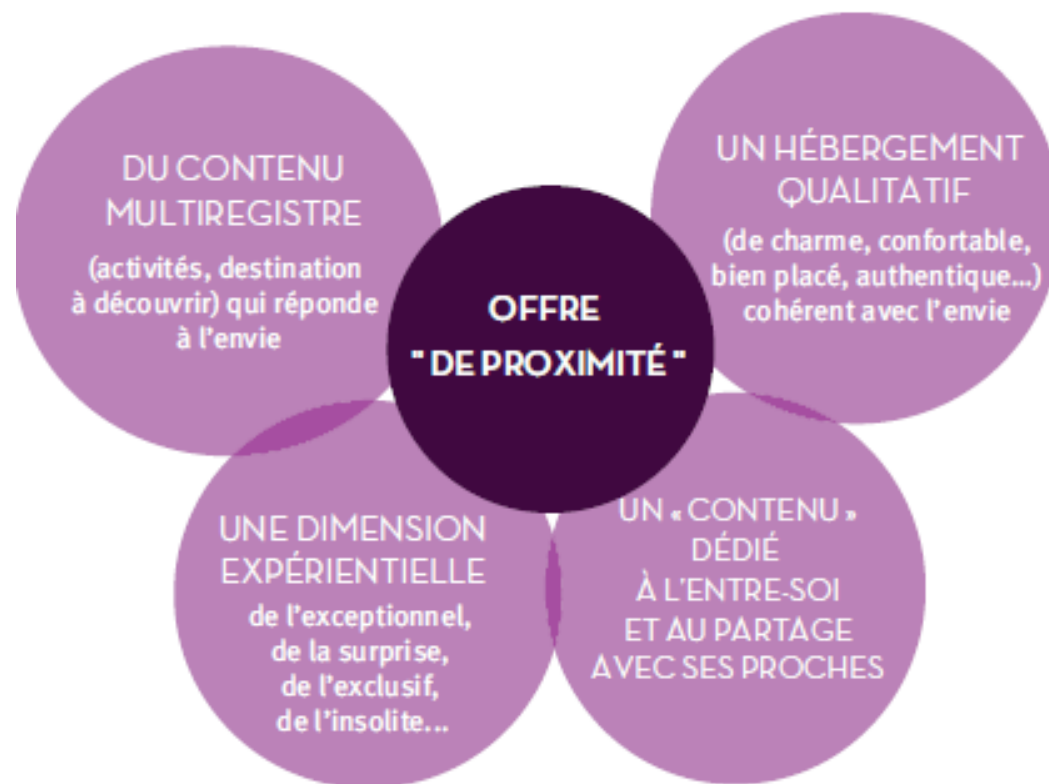 DU CONTENU
MULTIREGISTRE
(activités, destination
à découvrir) qui réponde
à l'envie
UN HÉBERGEMENT
QUALITATIF
(de charme, confortable,
bien placé, authentique...)
cohérent avec l'envie
OFFRE
" DE PROXIMITÉ "
UNE DIMENSION
EXPÉRIENTIELLE
de l'exceptionnel,
de la surprise,
de l'exclusif,
de l'insolite...
UN « CONTENU »
DÉDIÉ
À L'ENTRE-SOI
ET AU PARTAGE
AVEC SES PROCHES